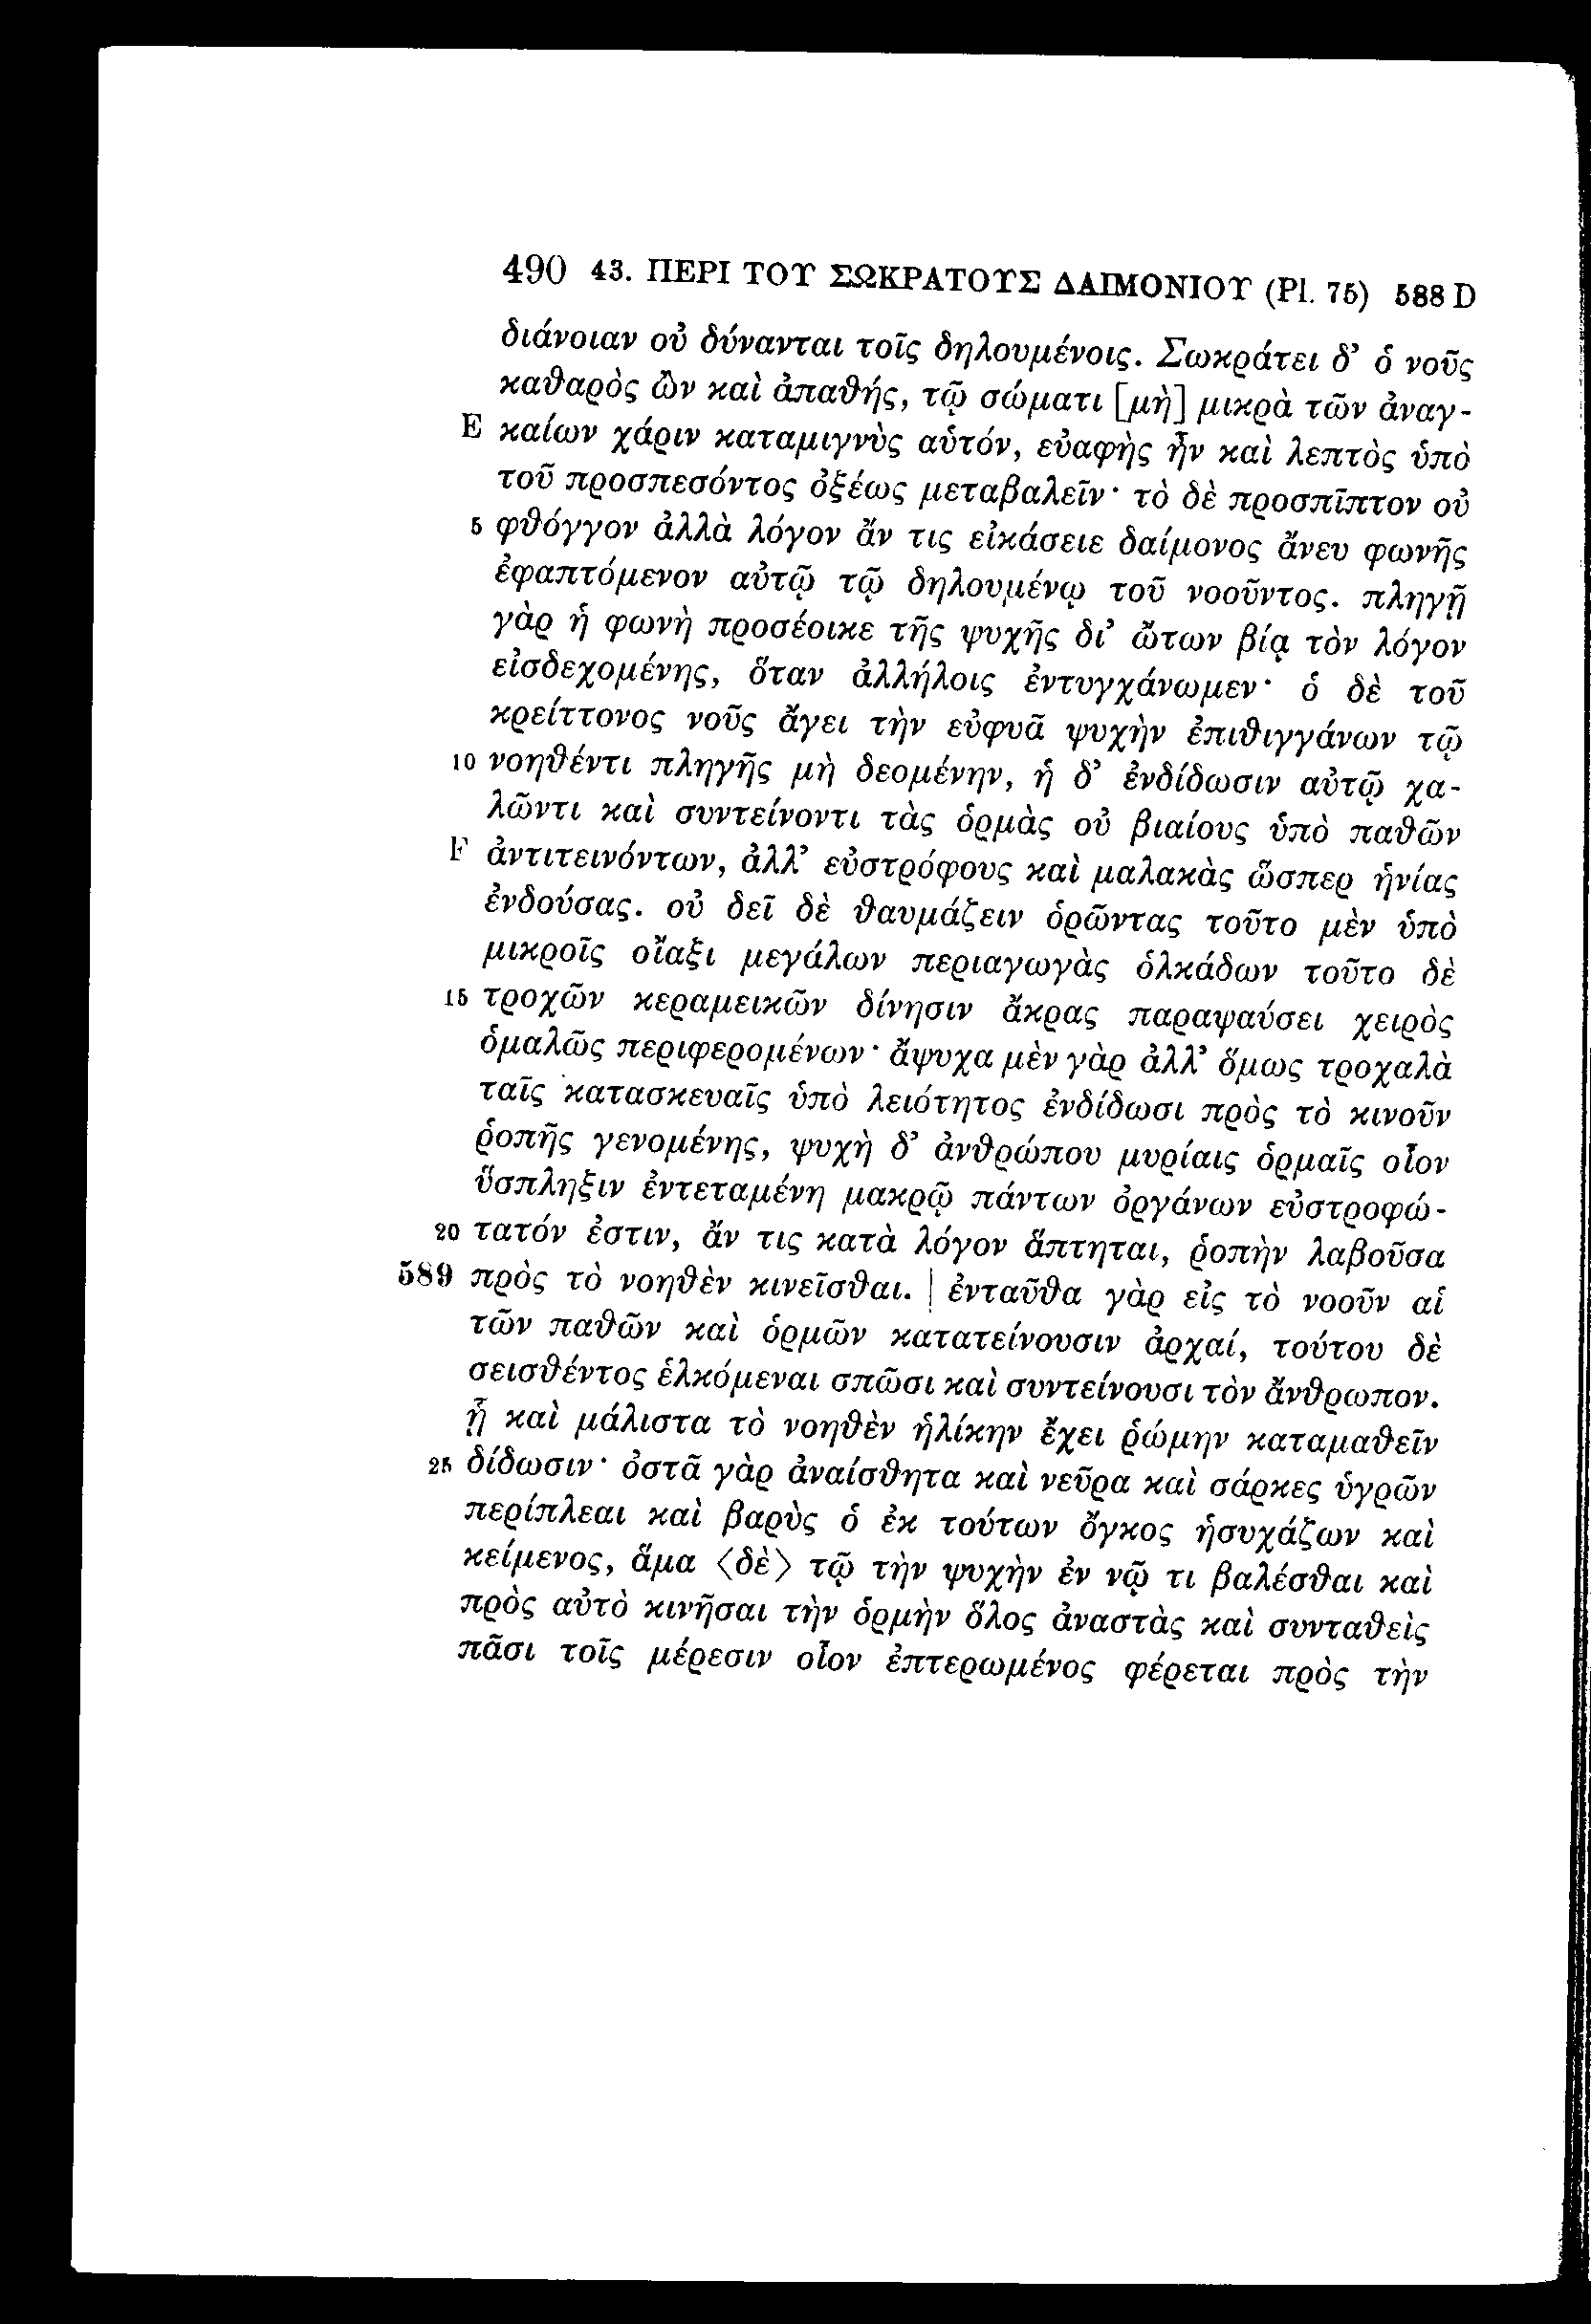 490 43. ΠΕΡΙ ΤΟΥ ΣΩΚΡΑΤΟΥΣ ΔΑΙΜΟΝΙΟΥ (Pl. 75) 588 D
διάνοιαν οὐ δύνανται τοῖς δηλουμένοις. Σωκράτει δ’ ὁ νοῦς
καθαρὸς ὢν καὶ ἀπαθής, τῷ σώματι [μὴ] μικρὰ τῶν ἀναγ-
E καίων χάριν καταμιγνὺς αὑτόν, εὐαφὴς ἦν καὶ λεπτὸς ὑπὸ
τοῦ προσπεσόντος ὀξέως μεταβαλεῖν· τὸ δὲ προσπῖπτον οὐ
5 φθόγγον ἀλλὰ λόγον ἄν τις εἰκάσειε δαίμονος ἄνευ φωνῆς
ἐφαπτόμενον αὐτῷ τῷ δηλουμένῳ τοῦ νοοῦντος. πληγῇ
γὰρ ἡ φωνὴ προσέοικε τῆς ψυχῆς δι’ ὤτων βίᾳ τὸν λόγον
εἰσδεχομένης, ὅταν ἀλλήλοις ἐντυγχάνωμεν· ὁ δὲ τοῦ
κρείττονος νοῦς ἄγει τὴν εὐφυᾶ ψυχὴν ἐπιθιγγάνων τῷ
10 νοηθέντι πληγῆς μὴ δεομένην, ἡ δ’ ἐνδίδωσιν αὐτῷ χα-
λῶντι καὶ συντείνοντι τὰς ὁρμὰς οὐ βιαίους ὑπὸ παθῶν
F ἀντιτεινόντων, ἀλλ’ εὐστρόφους καὶ μαλακὰς ὥσπερ ἡνίας
ἐνδούσας. οὐ δεῖ δὲ θαυμάζειν ὁρῶντας τοῦτο μὲν ὑπὸ
μικροῖς οἴαξι μεγάλων περιαγωγὰς ὁλκάδων τοῦτο δὲ
15 τροχῶν κεραμεικῶν δίνησιν ἄκρας παραψαύσει χειρὸς
ὁμαλῶς περιφερομένων· ἄψυχα μὲν γὰρ ἀλλ’ ὅμως τροχαλὰ
ταῖς κατασκευαῖς ὑπὸ λειότητος ἐνδίδωσι πρὸς τὸ κινοῦν
ῥοπῆς γενομένης, ψυχὴ δ’ ἀνθρώπου μυρίαις ὁρμαῖς οἷον
ὕσπληξιν ἐντεταμένη μακρῷ πάντων ὀργάνων εὐστροφώ-
20 τατόν ἐστιν, ἄν τις κατὰ λόγον ἅπτηται, ῥοπὴν λαβοῦσα
589 πρὸς τὸ νοηθὲν κινεῖσθαι. | ἐνταῦθα γὰρ εἰς τὸ νοοῦν αἱ
τῶν παθῶν καὶ ὁρμῶν κατατείνουσιν ἀρχαί, τούτου δὲ
σεισθέντος ἑλκόμεναι σπῶσι καὶ συντείνουσι τὸν ἄνθρωπον.
ᾗ καὶ μάλιστα τὸ νοηθὲν ἡλίκην ἔχει ῥώμην καταμαθεῖν
25 δίδωσιν· ὀστᾶ γὰρ ἀναίσθητα καὶ νεῦρα καὶ σάρκες ὑγρῶν
περίπλεαι καὶ βαρὺς ὁ ἐκ τούτων ὄγκος ἡσυχάζων καὶ
κείμενος, ἅμα ⟨δὲ⟩ τῷ τὴν ψυχὴν ἐν νῷ τι βαλέσθαι καὶ
πρὸς αὐτὸ κινῆσαι τὴν ὁρμὴν ὅλος ἀναστὰς καὶ συνταθεὶς
πᾶσι τοῖς μέρεσιν οἷον ἐπτερωμένος φέρεται πρὸς τὴν